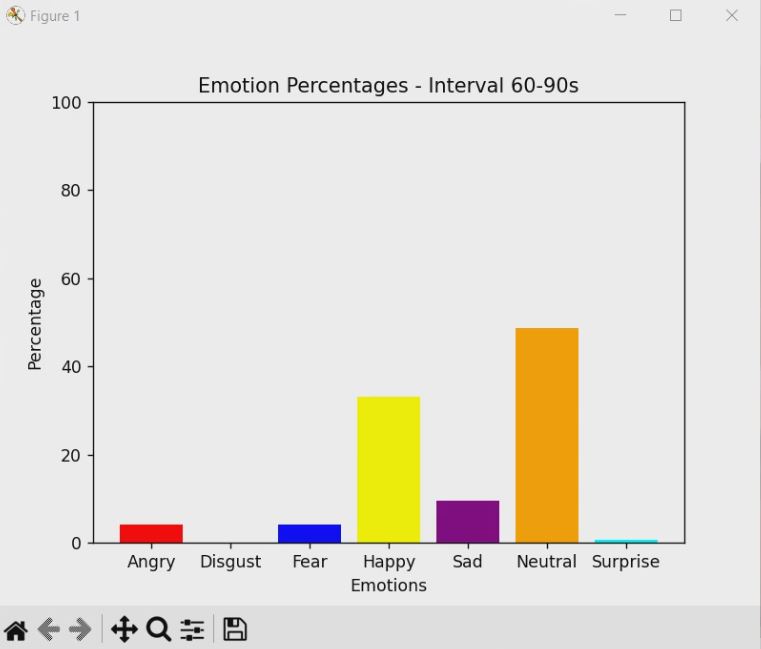 Figure 1
Emotion Percentages - Interval 60-90s
100
80
60
40
20
0
Percentage
Angry Disgust Fear Happy Sad Neutral Surprise
Emotions